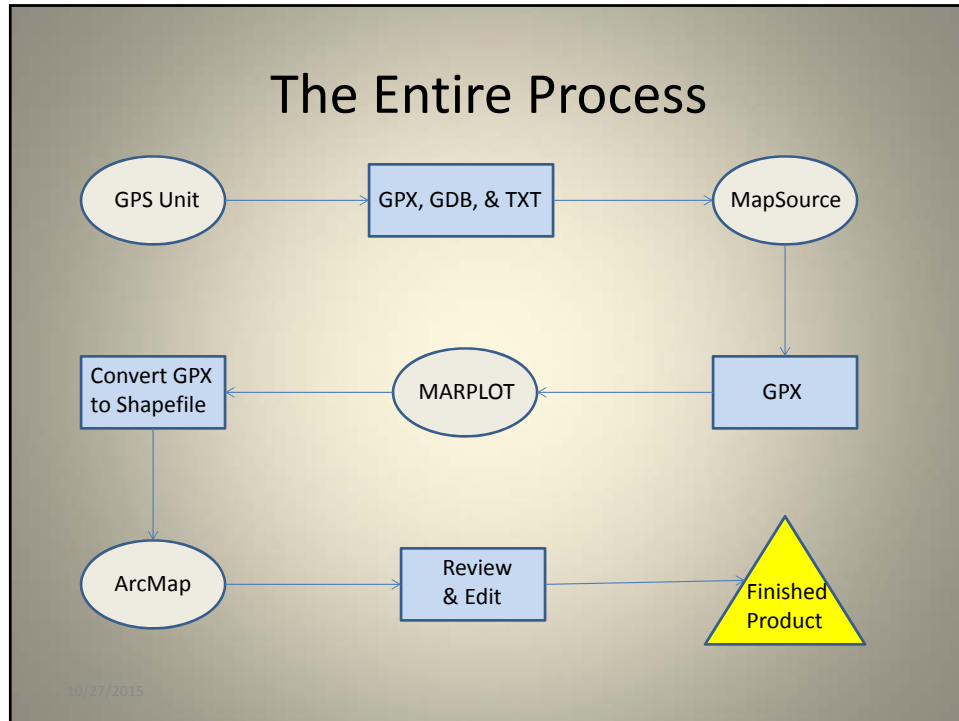 The Entire Process
GPS Unit
GPX, GDB, & TXT
MapSource
GPX
MARPLOT
Convert GPX
to Shapefile
ArcMap
Review
& Edit
Finished
Product
10/27/2015